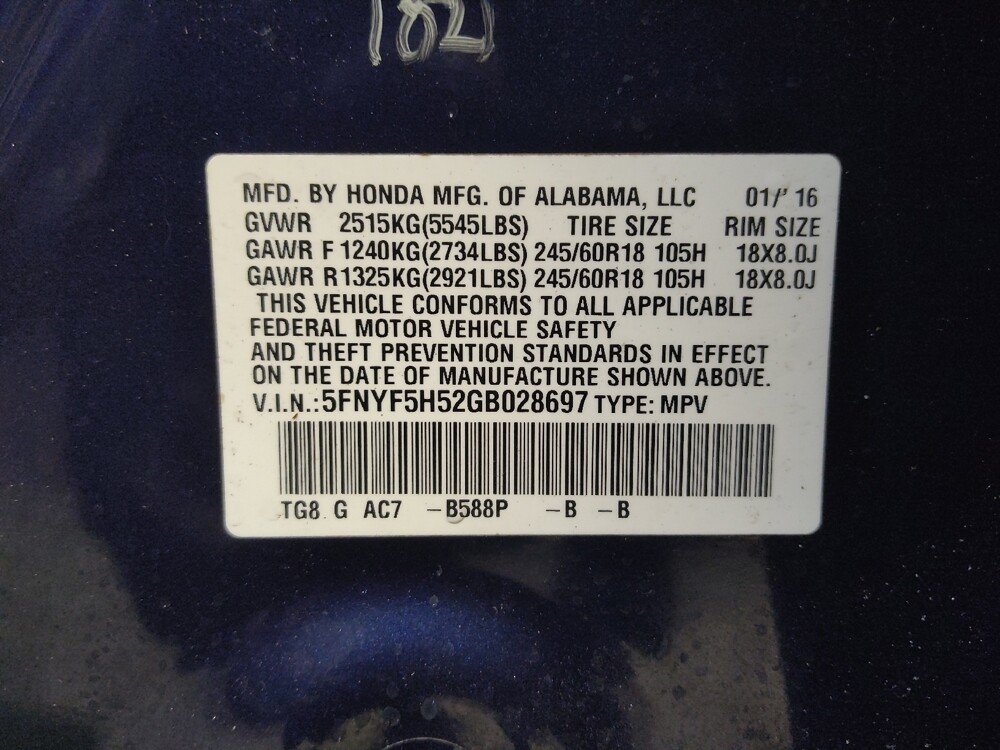 1821
MFD. BY HONDA MFG. OF ALABAMA, LLC 01/' 16
GVWR 2515KG(5545LBS) TIRE SIZE RIM SIZE
GAWR F 1240KG(2734LBS) 245/60R18 105H 18X8.0J
GAWR R1325KG(2921LBS) 245/60R18 105H 18X8.0J
THIS VEHICLE CONFORMS TO ALL APPLICABLE
FEDERAL MOTOR VEHICLE SAFETY
AND THEFT PREVENTION STANDARDS IN EFFECT
ON THE DATE OF MANUFACTURE SHOWN ABOVE.
V.I.N.:5FNYF5H52GB028697 TYPE: MPV
TG8 G AC7 -B588P -B -B